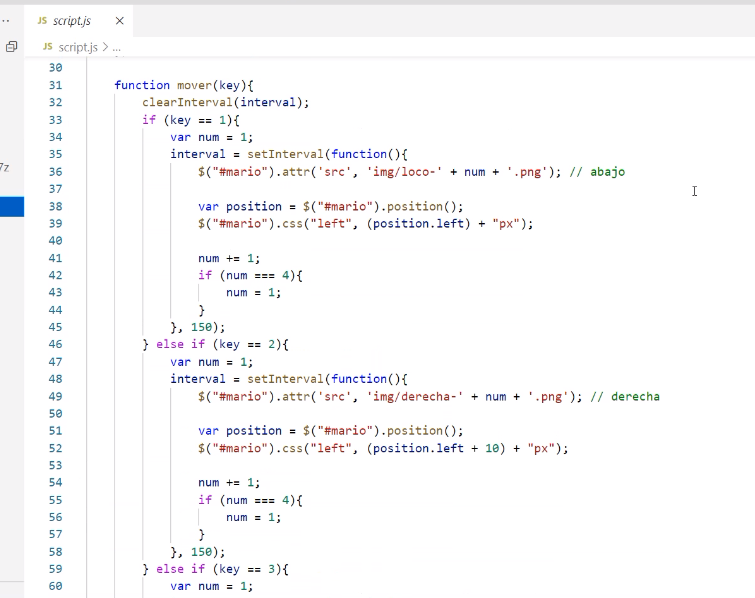 JS script.js ×
JS script.js > ...
30
31 function mover(key){
32 clearInterval(interval);
33 if (key == 1){
34 var num = 1;
35 interval = setInterval(function(){
36 $("#mario").attr('src', 'img/loco-' + num + '.png'); // abajo
37
38 var position = $("#mario").position();
39 $("#mario").css("left", (position.left) + "px");
40
41 num += 1;
42 if (num === 4){
43 num = 1;
44 }
45 }, 150);
46 } else if (key == 2){
47 var num = 1;
48 interval = setInterval(function(){
49 $("#mario").attr('src', 'img/derecha-' + num + '.png'); // derecha
50
51 var position = $("#mario").position();
52 $("#mario").css("left", (position.left + 10) + "px");
53
54 num += 1;
55 if (num === 4){
56 num = 1;
57 }
58 }, 150);
59 } else if (key == 3){
60 var num = 1;
7z